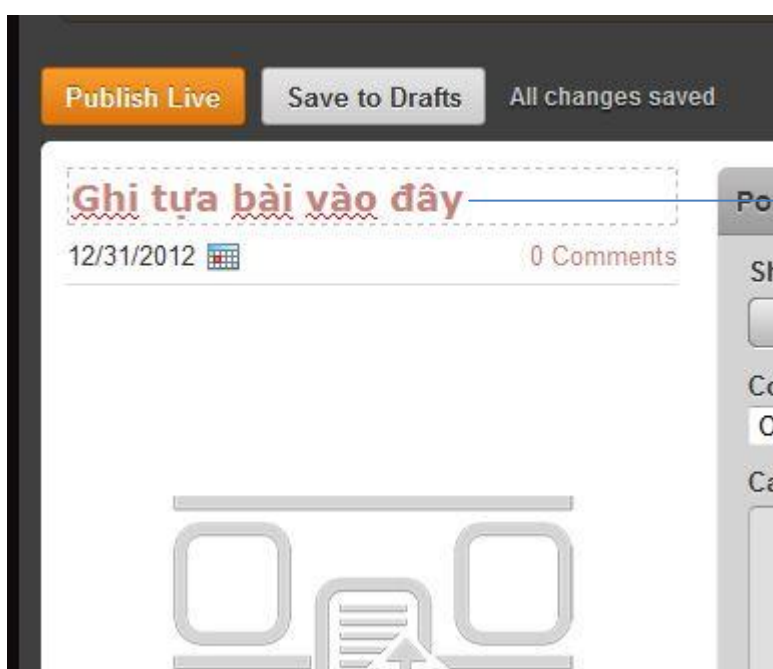 Publish Live
Save to Drafts
All changes saved
Ghi tựa bài vào đây
12/31/2012
0 Comments